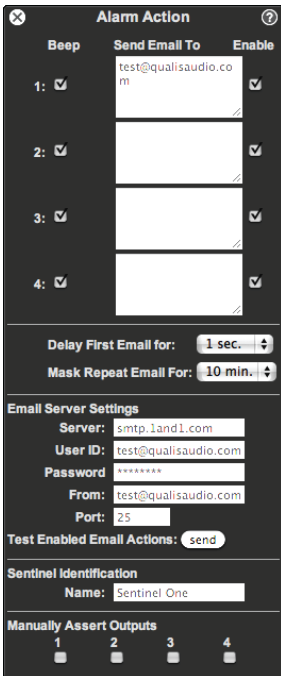 Alarm Action ?
Beep Send Email To Enable
1: test@qualisaudio.co
m
2:
3:
4:
Delay First Email for: 1 sec.
Mask Repeat Email For: 10 min.
Email Server Settings
Server: smtp.1and1.com
User ID: test@qualisaudio.com
Password ********
From: test@qualisaudio.com
Port: 25
Test Enabled Email Actions: send
Sentinel Identification
Name: Sentinel One
Manually Assert Outputs
1 2 3 4